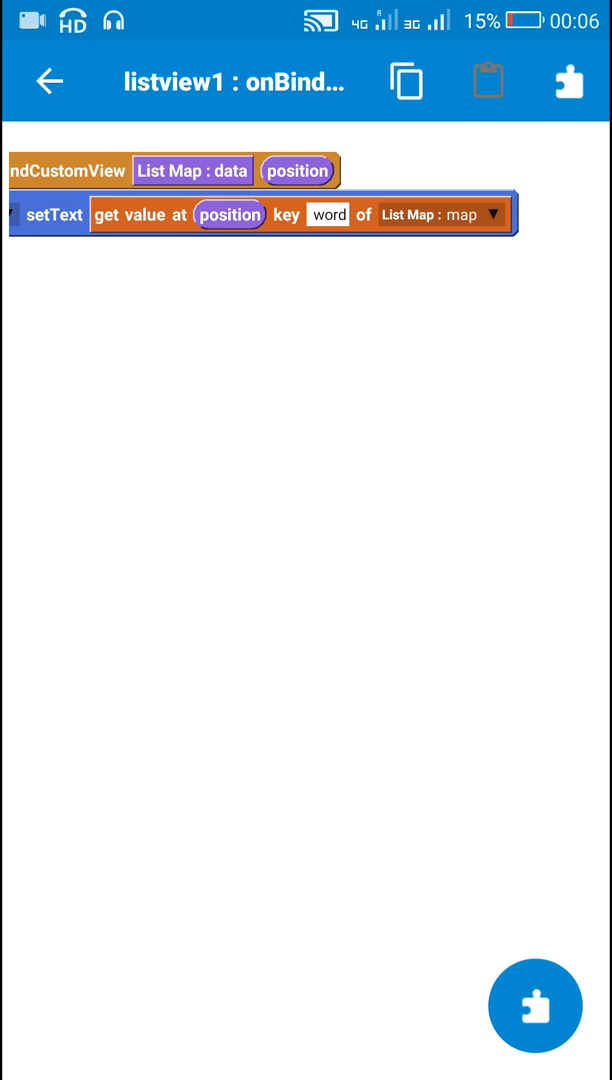 HD 4G R 3G 15% 00:06
listview1 : onBind...
ndCustomView List Map : data position
setText get value at position key word of List Map : map